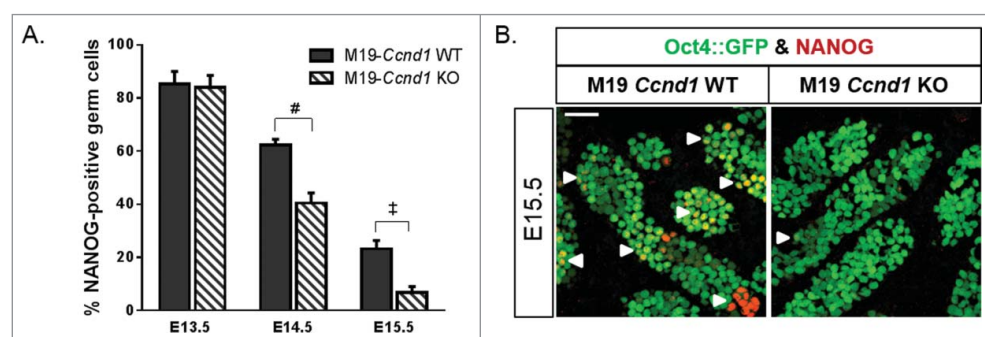 A.
% NANOG-positive germ cells
100
80
60
40
20
0
M19-Ccnd1 WT
M19-Ccnd1 KO
#
‡
E13.5
E14.5
E15.5
B.
Oct4::GFP & NANOG
M19 Ccnd1 WT
M19 Ccnd1 KO
E15.5